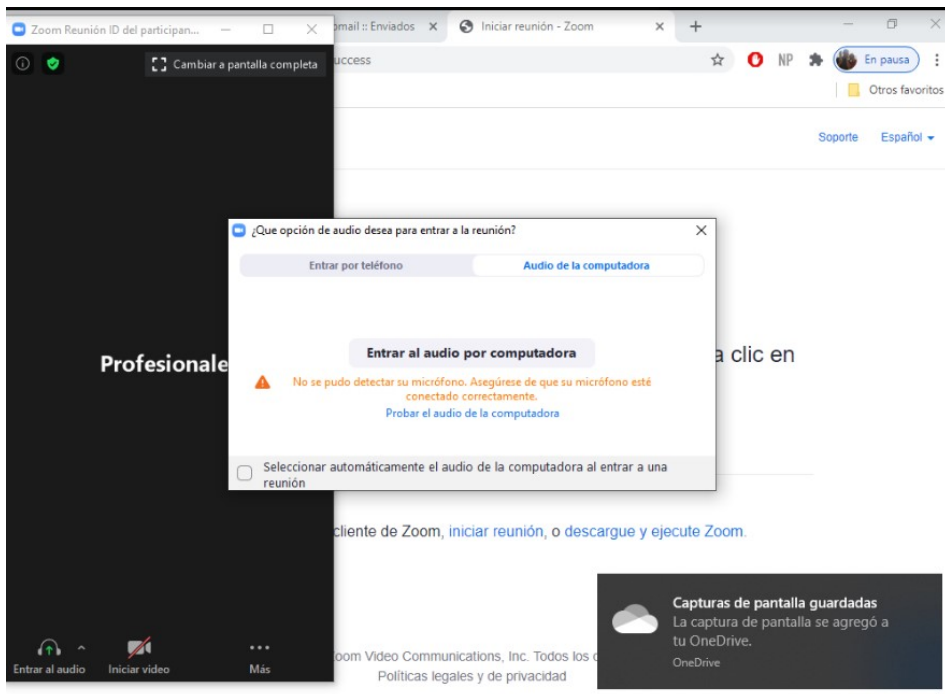 Zoom Reunión ID del participan...
Cambiar a pantalla completa
mail :: Enviados
Iniciar reunión - Zoom
uccess
NP
En pausa
Otros favoritos
Soporte
Español
¿Que opción de audio desea para entrar a la reunión?
Entrar por teléfono
Audio de la computadora
Entrar al audio por computadora
Profesionale
a clic en
No se pudo detectar su micrófono. Asegúrese de que su micrófono esté
conectado correctamente.
Probar el audio de la computadora
Seleccionar automáticamente el audio de la computadora al entrar a una
reunión
cliente de Zoom, iniciar reunión, o descargue y ejecute Zoom.
Capturas de pantalla guardadas
La captura de pantalla se agregó a
tu OneDrive.
OneDrive
Entrar al audio
Iniciar video
Más
oom Video Communications, Inc. Todos los
Políticas legales y de privacidad